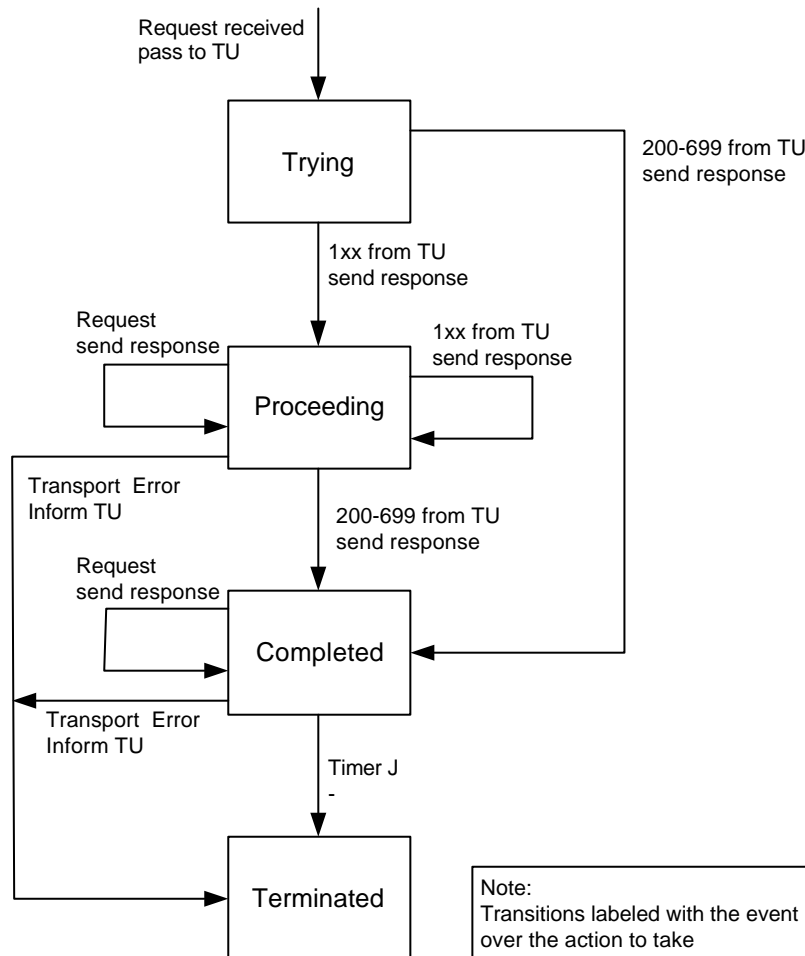 Request received
pass to TU
Trying
200-699 from TU
send response
1xx from TU
send response
Request
send response
1xx from TU
send response
Proceeding
Transport Error
Inform TU
200-699 from TU
send response
Request
send response
Completed
Transport Error
Inform TU
Timer J
-
Terminated
Note:
Transitions labeled with the event
over the action to take